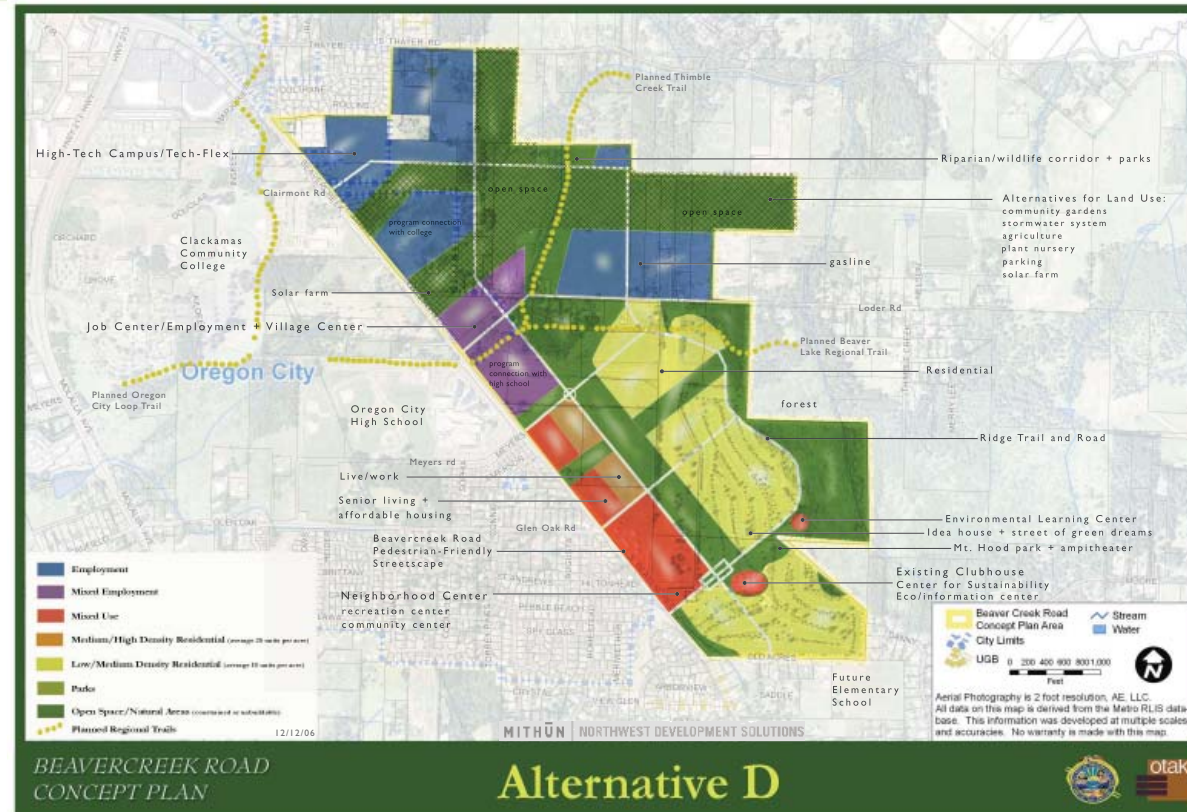 THAYER RD
Planned Thimble
Creek Trail
High-Tech Campus/Tech-Flex
Riparian/wildlife corridor + parks
Clairmont Rd
open space
open space
Alternatives for Land Use:
community gardens
stormwater system
agriculture
plant nursery
parking
solar farm
program connection
with college
Clackamas
Community
College
gasline
Solar farm
Loder Rd
Job Center/Employment + Village Center
Planned Beaver
Lake Regional Trail
program
connection with
high school
Oregon City
Residential
Planned Oregon
City Loop Trail
Oregon City
High School
forest
Ridge Trail and Road
Meyers rd
Live/work
Senior living +
affordable housing
Glen Oak Rd
Environmental Learning Center
Idea house + street of green dreams
Mt. Hood park + ampitheater
Beavercreek Road
Pedestrian-Friendly
Streetscape
Existing Clubhouse
Center for Sustainability
Eco/information center
Neighborhood Center
recreation center
community center
Future
Elementary
School
Employment
Mixed Employment
Mixed Use
Medium/High Density Residential
Low/Medium Density Residential
Parks
Open Space/Natural Areas
Planned Regional Trails
12/12/06
MITHŪN | NORTHWEST DEVELOPMENT SOLUTIONS
Beaver Creek Road
Concept Plan Area
City Limits
UGB
Stream
Water
0 200 400 600 800 1,000
Feet
N
Aerial Photography is 2 foot resolution, AE, LLC.
All data on this map is derived from the Metro RLIS data-
base. This information was developed at multiple scales
and accuracies. No warranty is made with this map.
BEAVERCREEK ROAD
CONCEPT PLAN
Alternative D
otak